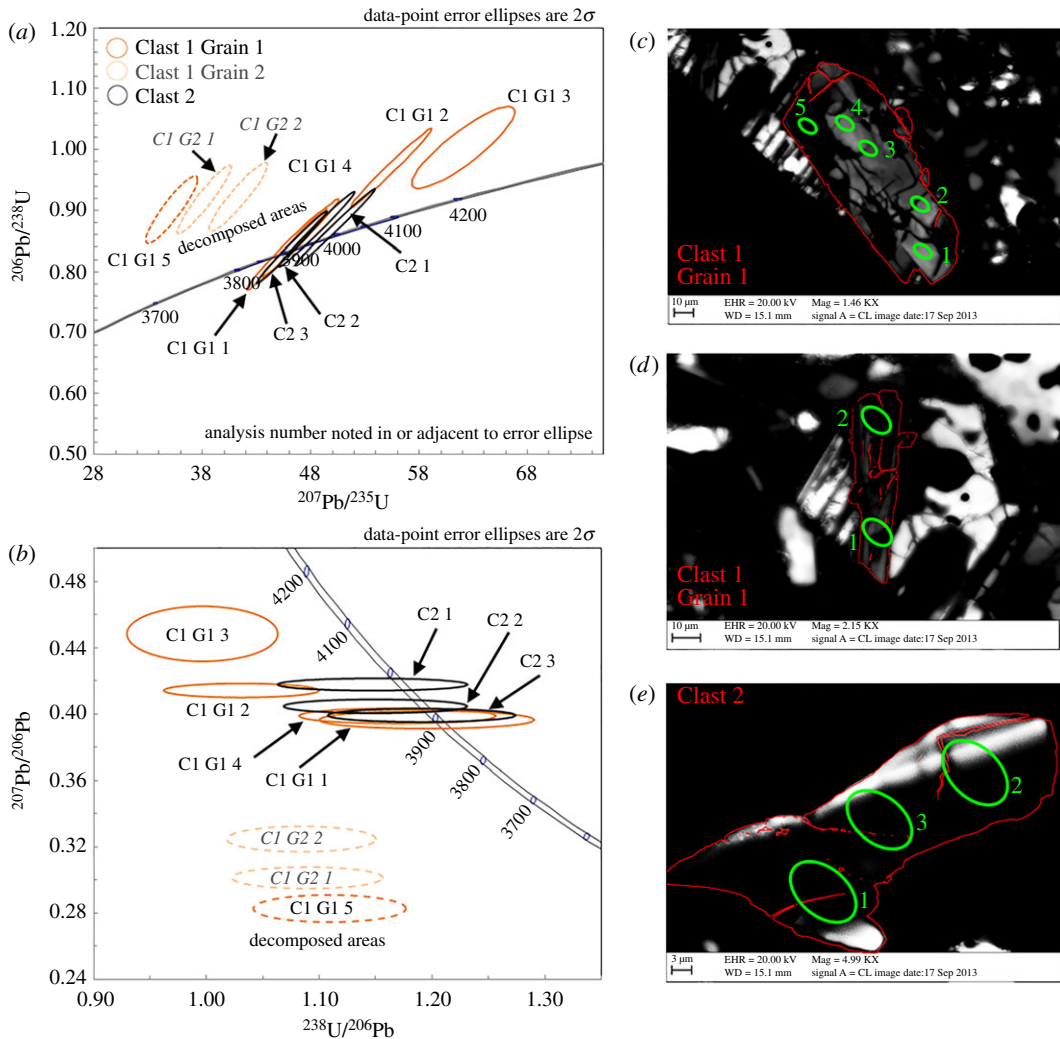 (a)
data-point error ellipses are 2σ
1.20
1.10
1.00
0.90
0.80
0.70
0.60
0.50
²⁰⁶Pb/²³⁸U
Clast 1 Grain 1
Clast 1 Grain 2
Clast 2
C1 G2 1
C1 G2 2
C1 G1 4
C1 G1 2
C1 G1 3
decomposed areas
C1 G1 5
C1 G1 1
C2 3
C2 2
C2 1
3700
3800
3900
4000
4100
4200
analysis number noted in or adjacent to error ellipse
28
38
48
58
68
²⁰⁷Pb/²³⁵U
(b)
data-point error ellipses are 2σ
0.48
0.44
0.40
0.36
0.32
0.28
0.24
²⁰⁷Pb/²⁰⁶Pb
4200
4100
3900
3800
3700
C1 G1 3
C2 1
C2 2
C2 3
C1 G1 2
C1 G1 4
C1 G1 1
C1 G2 2
C1 G2 1
C1 G1 5
decomposed areas
0.90
1.00
1.10
1.20
1.30
²³⁸U/²⁰⁶Pb
(c)
5
4
3
2
1
Clast 1
Grain 1
10 μm
EHR = 20.00 kV Mag = 1.46 KX
WD = 15.1 mm signal A = CL image date:17 Sep 2013
(d)
2
1
Clast 1
Grain 1
10 μm
EHR = 20.00 kV Mag = 2.15 KX
WD = 15.1 mm signal A = CL image date:17 Sep 2013
(e)
Clast 2
2
3
1
3 μm
EHR = 20.00 kV Mag = 4.99 KX
WD = 15.1 mm signal A = CL image date:17 Sep 2013